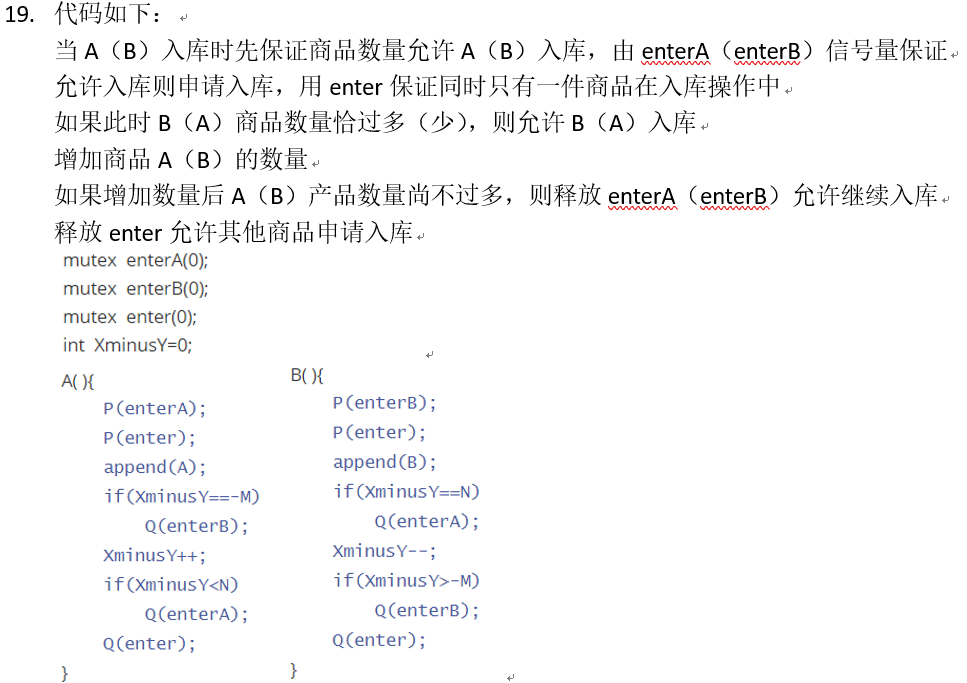 19. 代码如下：
当 A（B）入库时先保证商品数量允许 A（B）入库，由 enterA（enterB）信号量保证
允许入库则申请入库，用 enter 保证同时只有一件商品在入库操作中
如果此时 B（A）商品数量恰过多（少），则允许 B（A）入库
增加商品 A（B）的数量
如果增加数量后 A（B）产品数量尚不过多，则释放 enterA（enterB）允许继续入库
释放 enter 允许其他商品申请入库
mutex enterA(0);
mutex enterB(0);
mutex enter(0);
int XminusY=0;
A( ){
P(enterA);
P(enter);
append(A);
if(XminusY==-M)
Q(enterB);
XminusY++;
if(XminusY<N)
Q(enterA);
Q(enter);
}
B( ){
P(enterB);
P(enter);
append(B);
if(XminusY==N)
Q(enterA);
XminusY--;
if(XminusY>-M)
Q(enterB);
Q(enter);
}